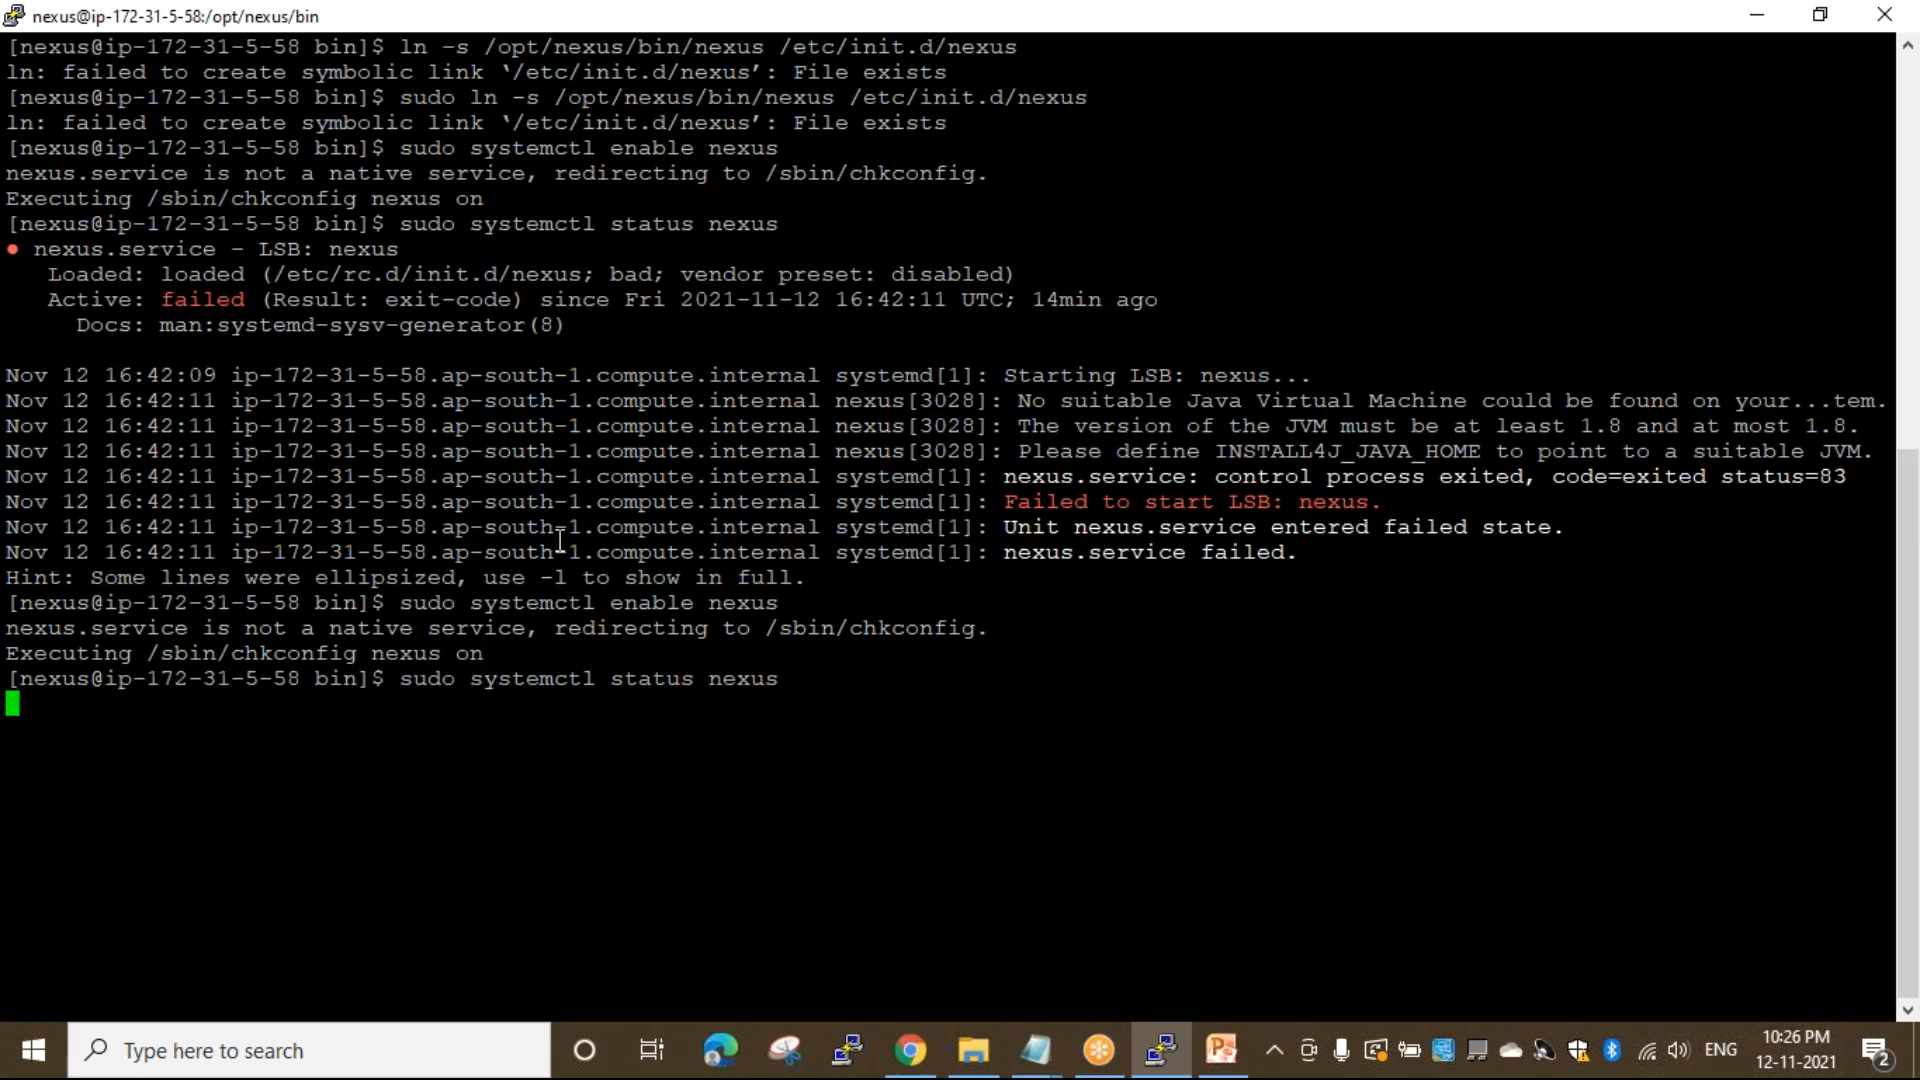 nexus@ip-172-31-5-58:/opt/nexus/bin
[nexus@ip-172-31-5-58 bin]$ ln -s /opt/nexus/bin/nexus /etc/init.d/nexus
ln: failed to create symbolic link ‘/etc/init.d/nexus’: File exists
[nexus@ip-172-31-5-58 bin]$ sudo ln -s /opt/nexus/bin/nexus /etc/init.d/nexus
ln: failed to create symbolic link ‘/etc/init.d/nexus’: File exists
[nexus@ip-172-31-5-58 bin]$ sudo systemctl enable nexus
nexus.service is not a native service, redirecting to /sbin/chkconfig.
Executing /sbin/chkconfig nexus on
[nexus@ip-172-31-5-58 bin]$ sudo systemctl status nexus
● nexus.service - LSB: nexus
Loaded: loaded (/etc/rc.d/init.d/nexus; bad; vendor preset: disabled)
Active: failed (Result: exit-code) since Fri 2021-11-12 16:42:11 UTC; 14min ago
Docs: man:systemd-sysv-generator(8)
Nov 12 16:42:09 ip-172-31-5-58.ap-south-1.compute.internal systemd[1]: Starting LSB: nexus...
Nov 12 16:42:11 ip-172-31-5-58.ap-south-1.compute.internal nexus[3028]: No suitable Java Virtual Machine could be found on your...tem.
Nov 12 16:42:11 ip-172-31-5-58.ap-south-1.compute.internal nexus[3028]: The version of the JVM must be at least 1.8 and at most 1.8.
Nov 12 16:42:11 ip-172-31-5-58.ap-south-1.compute.internal nexus[3028]: Please define INSTALL4J_JAVA_HOME to point to a suitable JVM.
Nov 12 16:42:11 ip-172-31-5-58.ap-south-1.compute.internal systemd[1]: nexus.service: control process exited, code=exited status=83
Nov 12 16:42:11 ip-172-31-5-58.ap-south-1.compute.internal systemd[1]: Failed to start LSB: nexus.
Nov 12 16:42:11 ip-172-31-5-58.ap-south-1.compute.internal systemd[1]: Unit nexus.service entered failed state.
Nov 12 16:42:11 ip-172-31-5-58.ap-south-1.compute.internal systemd[1]: nexus.service failed.
Hint: Some lines were ellipsized, use -l to show in full.
[nexus@ip-172-31-5-58 bin]$ sudo systemctl enable nexus
nexus.service is not a native service, redirecting to /sbin/chkconfig.
Executing /sbin/chkconfig nexus on
[nexus@ip-172-31-5-58 bin]$ sudo systemctl status nexus
Type here to search
ENG
10:26 PM
12-11-2021
2